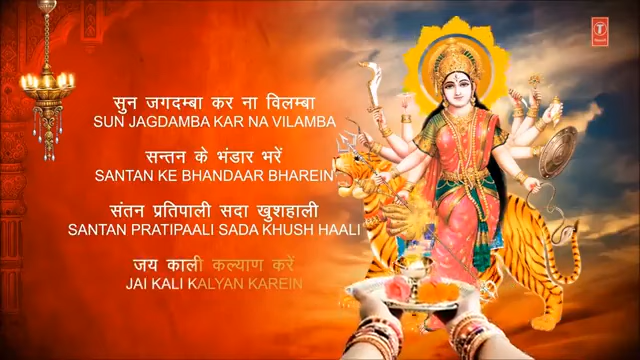 सुन जगदम्बा कर ना विलम्बा
SUN JAGDAMBA KAR NA VILAMBA
सन्तन के भंडार भरें
SANTAN KE BHANDAAR BHAREIN
संतन प्रतिपाली सदा खुशहाली
SANTAN PRATIPAALI SADA KHUSH HAALI
जय काली कल्याण करें
JAI KALI KALYAN KAREIN